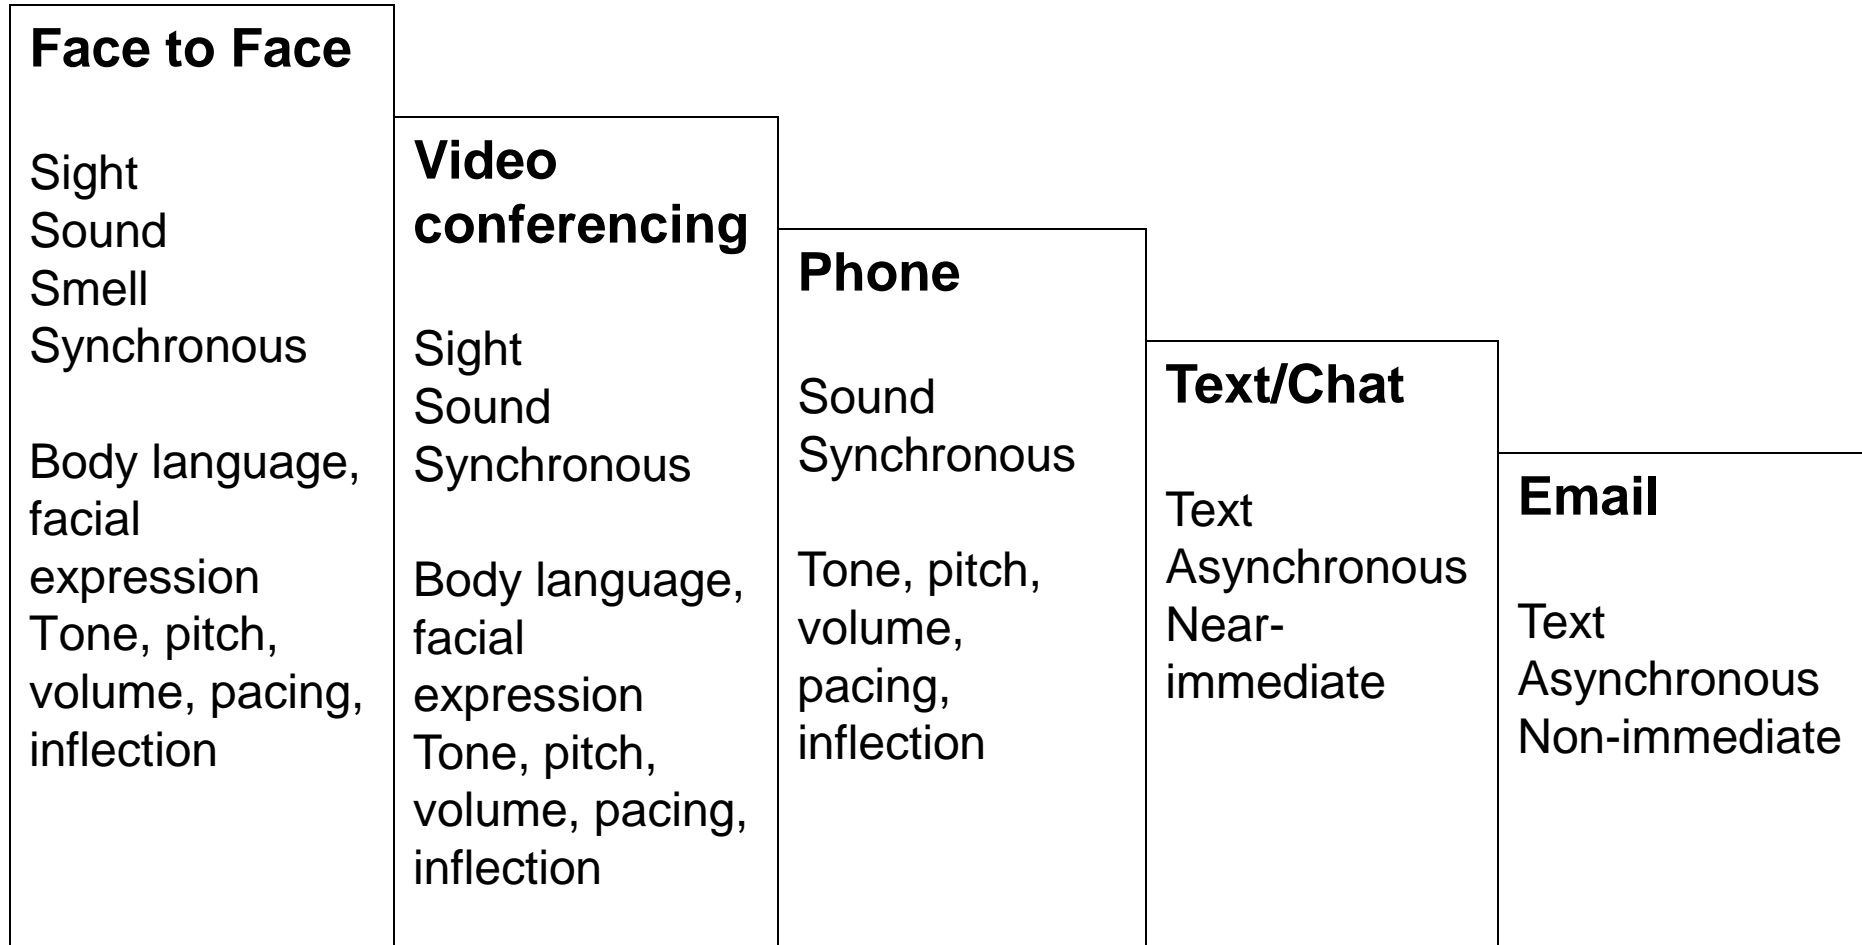 Face to Face
Sight
Sound
Smell
Synchronous
Body language,
facial
expression
Tone, pitch,
volume, pacing,
inflection
Video
conferencing
Sight
Sound
Synchronous
Body language,
facial
expression
Tone, pitch,
volume, pacing,
inflection
Phone
Sound
Synchronous
Tone, pitch,
volume,
pacing,
inflection
Text/Chat
Text
Asynchronous
Near-
immediate
Email
Text
Asynchronous
Non-immediate